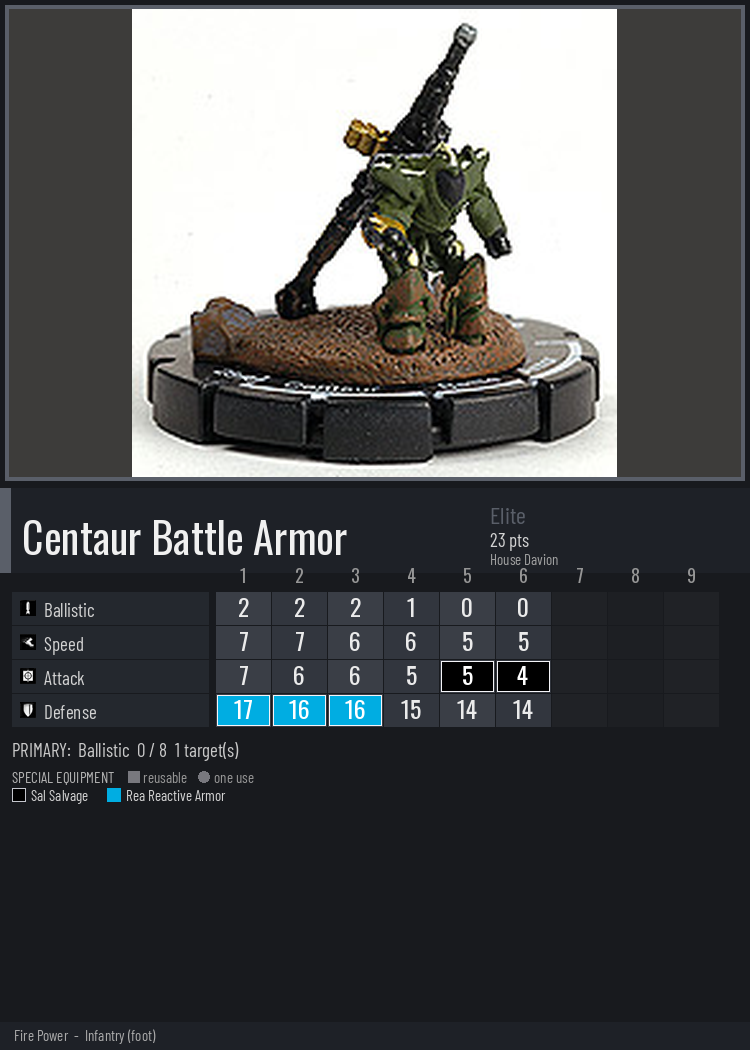 Centaur Battle Armor
Elite
23 pts
House Davion
1 2 3 4 5 6 7 8 9
Ballistic 2 2 2 1 0 0
Speed 7 7 6 6 5 5
Attack 7 6 6 5 5 4
Defense 17 16 16 15 14 14
PRIMARY: Ballistic 0 / 8 1 target(s)
SPECIAL EQUIPMENT reusable one use
Sal Salvage Rea Reactive Armor
Fire Power - Infantry (foot)